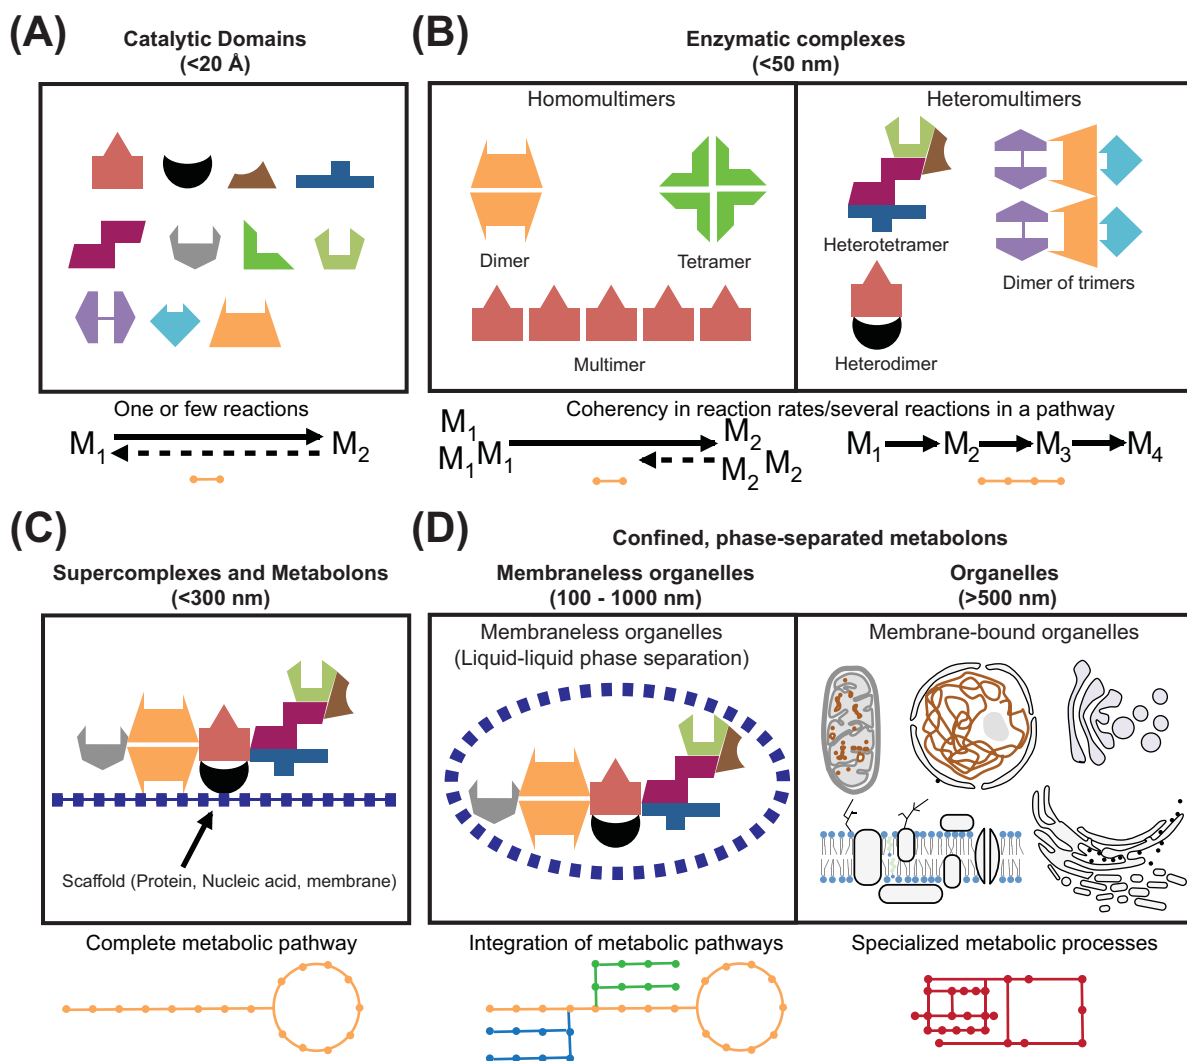 (A)
Catalytic Domains
(<20 Å)
One or few reactions
M1
M2
(B)
Enzymatic complexes
(<50 nm)
Homomultimers
Dimer
Tetramer
Multimer
Heteromultimers
Heterotetramer
Dimer of trimers
Heterodimer
Coherency in reaction rates/several reactions in a pathway
M1
M1 M1
M2
M2 M2
M1 M2 M3 M4
(C)
Supercomplexes and Metabolons
(<300 nm)
Scaffold (Protein, Nucleic acid, membrane)
Complete metabolic pathway
(D)
Confined, phase-separated metabolons
Membraneless organelles
(100 - 1000 nm)
Membraneless organelles
(Liquid-liquid phase separation)
Integration of metabolic pathways
Organelles
(>500 nm)
Membrane-bound organelles
Specialized metabolic processes